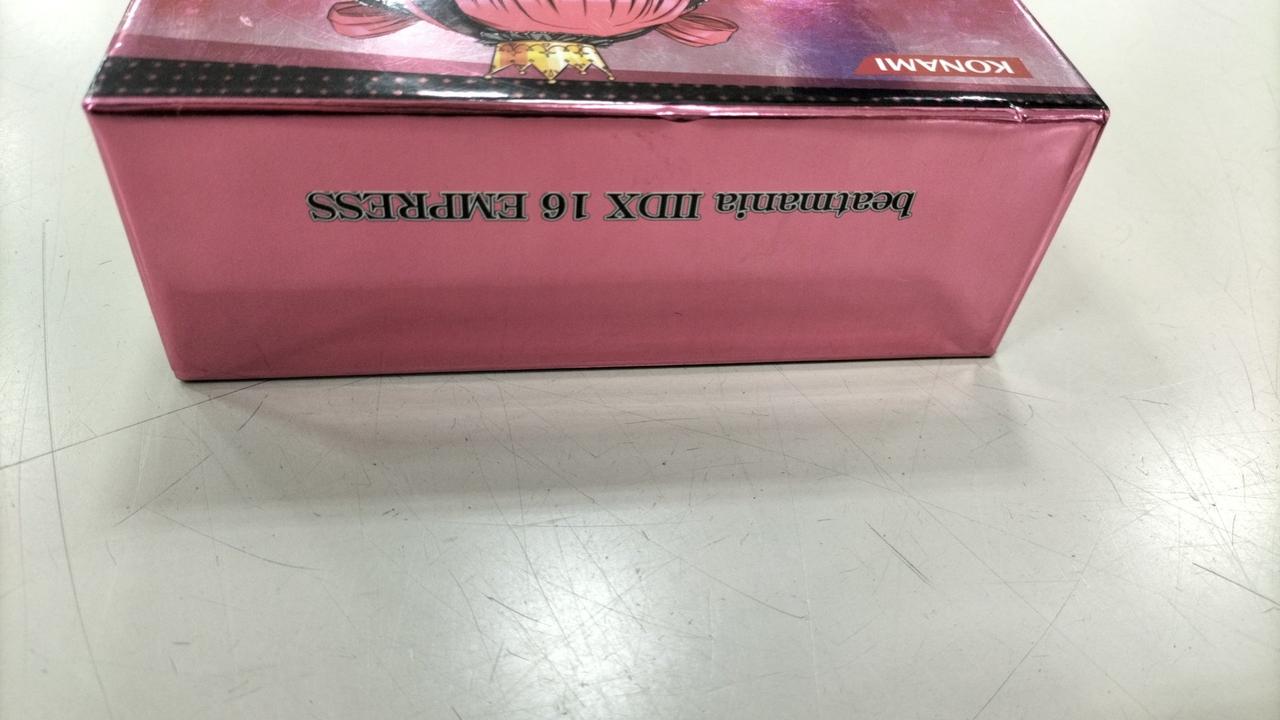 beatmania IIDX 16 EMPRESS
KONAMI